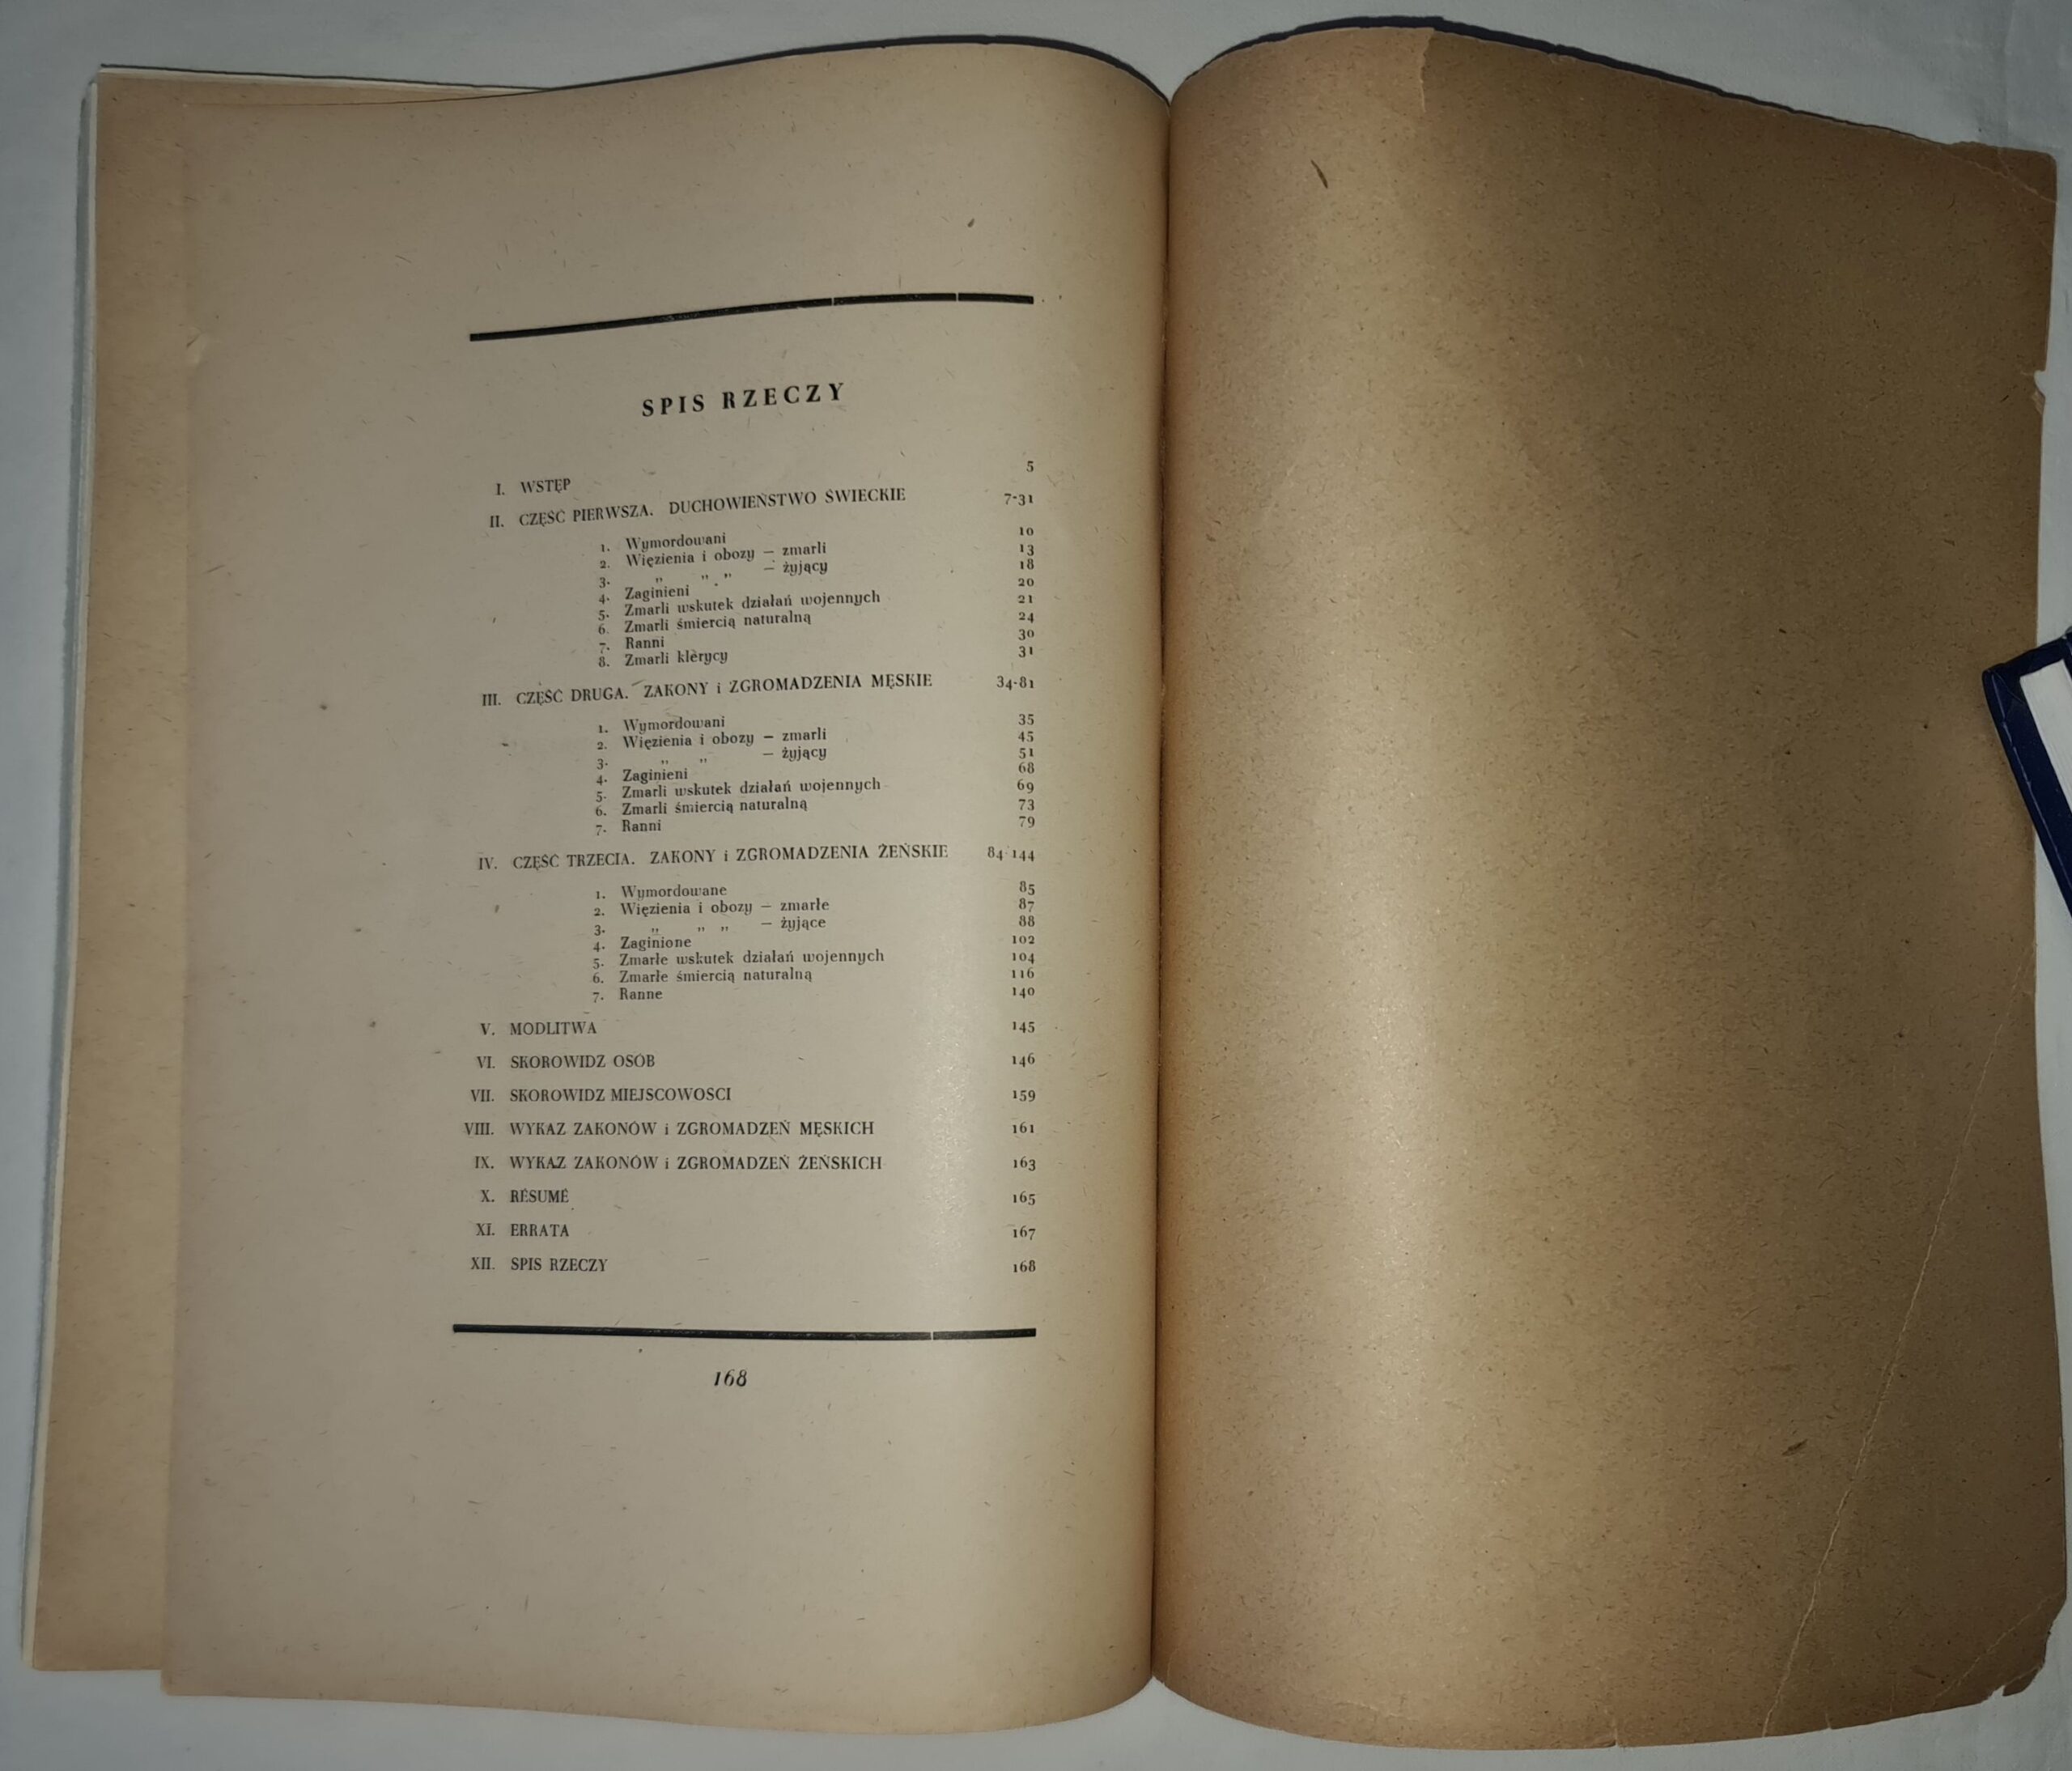 SPIS RZECZY
I. WSTĘP 5
II. CZĘŚĆ PIERWSZA. DUCHOWIEŃSTWO ŚWIECKIE 7-31
1. Wymordowani 10
2. Więzienia i obozy — zmarli 13
3. „ „ „ — żyjący 18
4. Zaginieni 20
5. Zmarli wskutek działań wojennych 21
6. Zmarli śmiercią naturalną 24
7. Ranni 30
8. Zmarli klerycy 31
III. CZĘŚĆ DRUGA. ZAKONY i ZGROMADZENIA MĘSKIE 34-81
1. Wymordowani 35
2. Więzienia i obozy — zmarli 45
3. „ „ — żyjący 51
4. Zaginieni 68
5. Zmarli wskutek działań wojennych 69
6. Zmarli śmiercią naturalną 73
7. Ranni 79
IV. CZĘŚĆ TRZECIA. ZAKONY i ZGROMADZENIA ŻEŃSKIE 84-144
1. Wymordowane 85
2. Więzienia i obozy — zmarłe 87
3. „ „ „ — żyjące 88
4. Zaginione 102
5. Zmarłe wskutek działań wojennych 104
6. Zmarłe śmiercią naturalną 116
7. Ranne 140
V. MODLITWA 145
VI. SKOROWIDZ OSÓB 146
VII. SKOROWIDZ MIEJSCOWOŚCI 159
VIII. WYKAZ ZAKONÓW i ZGROMADZEŃ MĘSKICH 161
IX. WYKAZ ZAKONÓW i ZGROMADZEŃ ŻEŃSKICH 163
X. RÉSUMÉ 165
XI. ERRATA 167
XII. SPIS RZECZY 168
168